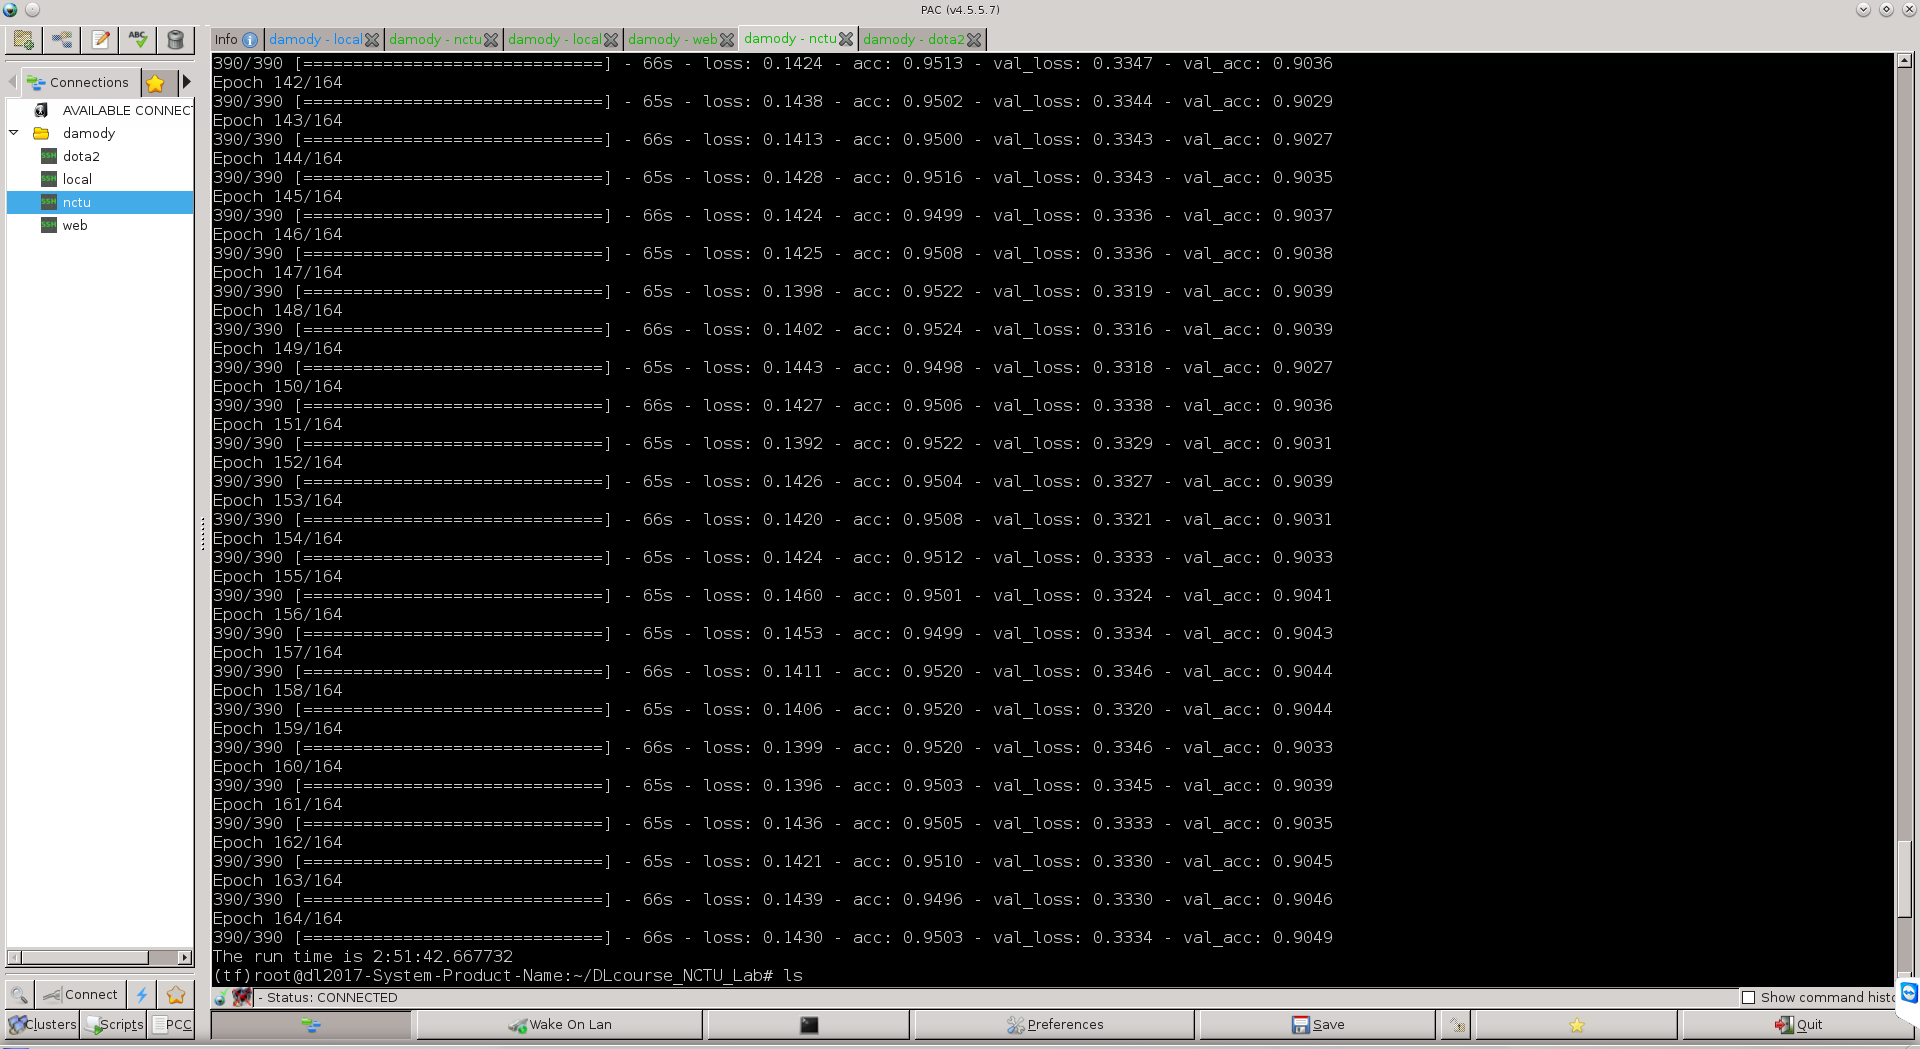 PAC (v4.5.5.7)
Info damody - local damody - nctu damody - local damody - web damody - nctu damody - dota2
Connections
AVAILABLE CONNECT
damody
dota2
local
nctu
web
390/390 [==============================] - 66s - loss: 0.1424 - acc: 0.9513 - val_loss: 0.3347 - val_acc: 0.9036
Epoch 142/164
390/390 [==============================] - 65s - loss: 0.1438 - acc: 0.9502 - val_loss: 0.3344 - val_acc: 0.9029
Epoch 143/164
390/390 [==============================] - 66s - loss: 0.1413 - acc: 0.9500 - val_loss: 0.3343 - val_acc: 0.9027
Epoch 144/164
390/390 [==============================] - 65s - loss: 0.1428 - acc: 0.9516 - val_loss: 0.3343 - val_acc: 0.9035
Epoch 145/164
390/390 [==============================] - 66s - loss: 0.1424 - acc: 0.9499 - val_loss: 0.3336 - val_acc: 0.9037
Epoch 146/164
390/390 [==============================] - 65s - loss: 0.1425 - acc: 0.9508 - val_loss: 0.3336 - val_acc: 0.9038
Epoch 147/164
390/390 [==============================] - 65s - loss: 0.1398 - acc: 0.9522 - val_loss: 0.3319 - val_acc: 0.9039
Epoch 148/164
390/390 [==============================] - 66s - loss: 0.1402 - acc: 0.9524 - val_loss: 0.3316 - val_acc: 0.9039
Epoch 149/164
390/390 [==============================] - 65s - loss: 0.1443 - acc: 0.9498 - val_loss: 0.3318 - val_acc: 0.9027
Epoch 150/164
390/390 [==============================] - 66s - loss: 0.1427 - acc: 0.9506 - val_loss: 0.3338 - val_acc: 0.9036
Epoch 151/164
390/390 [==============================] - 65s - loss: 0.1392 - acc: 0.9522 - val_loss: 0.3329 - val_acc: 0.9031
Epoch 152/164
390/390 [==============================] - 65s - loss: 0.1426 - acc: 0.9504 - val_loss: 0.3327 - val_acc: 0.9039
Epoch 153/164
390/390 [==============================] - 66s - loss: 0.1420 - acc: 0.9508 - val_loss: 0.3321 - val_acc: 0.9031
Epoch 154/164
390/390 [==============================] - 65s - loss: 0.1424 - acc: 0.9512 - val_loss: 0.3333 - val_acc: 0.9033
Epoch 155/164
390/390 [==============================] - 65s - loss: 0.1460 - acc: 0.9501 - val_loss: 0.3324 - val_acc: 0.9041
Epoch 156/164
390/390 [==============================] - 65s - loss: 0.1453 - acc: 0.9499 - val_loss: 0.3334 - val_acc: 0.9043
Epoch 157/164
390/390 [==============================] - 66s - loss: 0.1411 - acc: 0.9520 - val_loss: 0.3346 - val_acc: 0.9044
Epoch 158/164
390/390 [==============================] - 65s - loss: 0.1406 - acc: 0.9520 - val_loss: 0.3320 - val_acc: 0.9044
Epoch 159/164
390/390 [==============================] - 66s - loss: 0.1399 - acc: 0.9520 - val_loss: 0.3346 - val_acc: 0.9033
Epoch 160/164
390/390 [==============================] - 65s - loss: 0.1396 - acc: 0.9503 - val_loss: 0.3345 - val_acc: 0.9039
Epoch 161/164
390/390 [==============================] - 65s - loss: 0.1436 - acc: 0.9505 - val_loss: 0.3333 - val_acc: 0.9035
Epoch 162/164
390/390 [==============================] - 65s - loss: 0.1421 - acc: 0.9510 - val_loss: 0.3330 - val_acc: 0.9045
Epoch 163/164
390/390 [==============================] - 66s - loss: 0.1439 - acc: 0.9496 - val_loss: 0.3330 - val_acc: 0.9046
Epoch 164/164
390/390 [==============================] - 66s - loss: 0.1430 - acc: 0.9503 - val_loss: 0.3334 - val_acc: 0.9049
The run time is 2:51:42.667732
(tf)root@dl2017-System-Product-Name:~/DLcourse_NCTU_Lab# ls
Connect
- Status: CONNECTED
Show command histo
Clusters Scripts PCC
Wake On Lan Preferences Save Quit